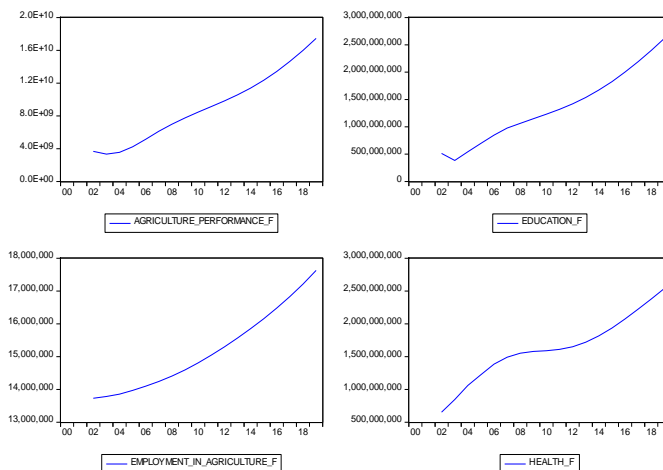 2.0E+10
1.6E+10
1.2E+10
8.0E+09
4.0E+09
0.0E+00
00 02 04 06 08 10 12 14 16 18
AGRICULTURE_PERFORMANCE_F
3,000,000,000
2,500,000,000
2,000,000,000
1,500,000,000
1,000,000,000
500,000,000
0
00 02 04 06 08 10 12 14 16 18
EDUCATION_F
18,000,000
17,000,000
16,000,000
15,000,000
14,000,000
13,000,000
00 02 04 06 08 10 12 14 16 18
EMPLOYMENT_IN_AGRICULTURE_F
3,000,000,000
2,500,000,000
2,000,000,000
1,500,000,000
1,000,000,000
500,000,000
00 02 04 06 08 10 12 14 16 18
HEALTH_F